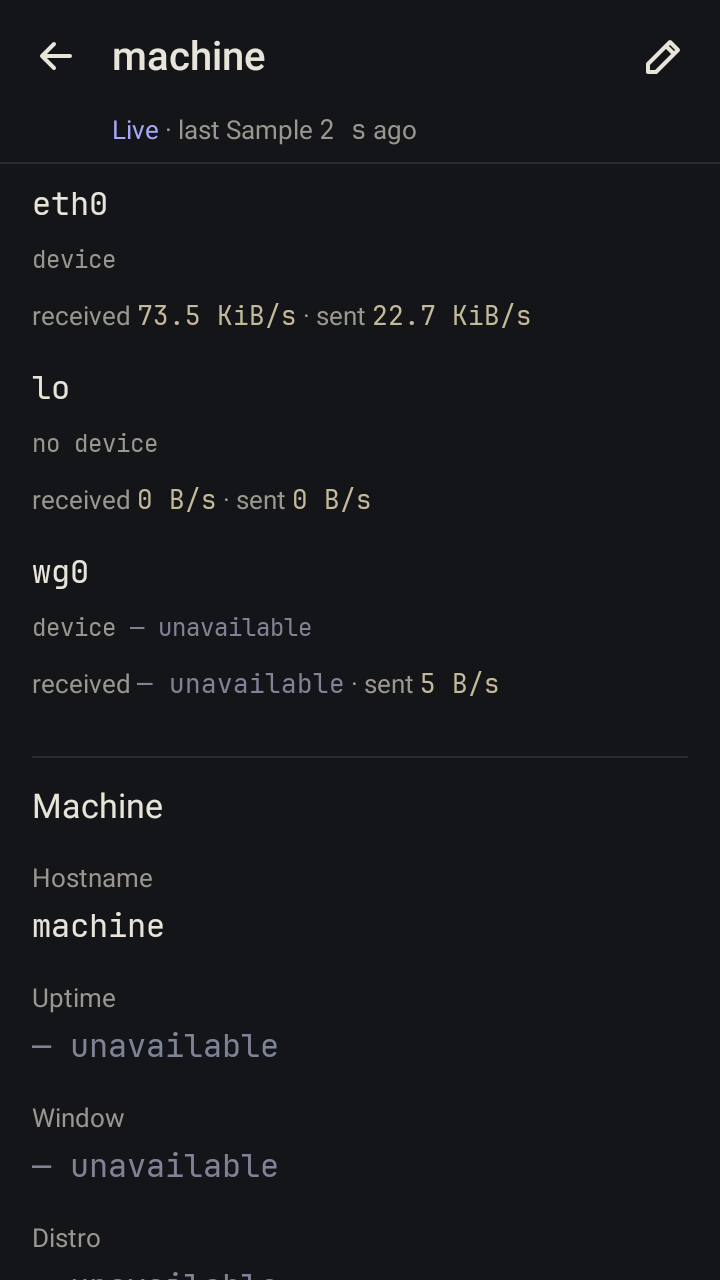 machine
Live · last Sample 2 s ago
eth0
device
received 73.5 KiB/s · sent 22.7 KiB/s
lo
no device
received 0 B/s · sent 0 B/s
wg0
device — unavailable
received — unavailable · sent 5 B/s
Machine
Hostname
machine
Uptime
— unavailable
Window
— unavailable
Distro
— unavailable